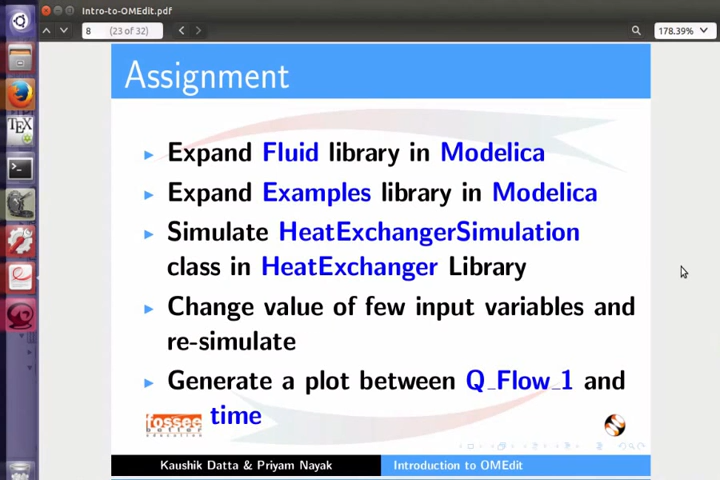 Intro-to-OMEdit.pdf
8 (23 of 32) 178.39%
Assignment
Expand Fluid library in Modelica
Expand Examples library in Modelica
Simulate HeatExchangerSimulation
class in HeatExchanger Library
Change value of few input variables and
re-simulate
Generate a plot between Q_Flow_1 and
time
fossee
Kaushik Datta & Priyam Nayak Introduction to OMEdit